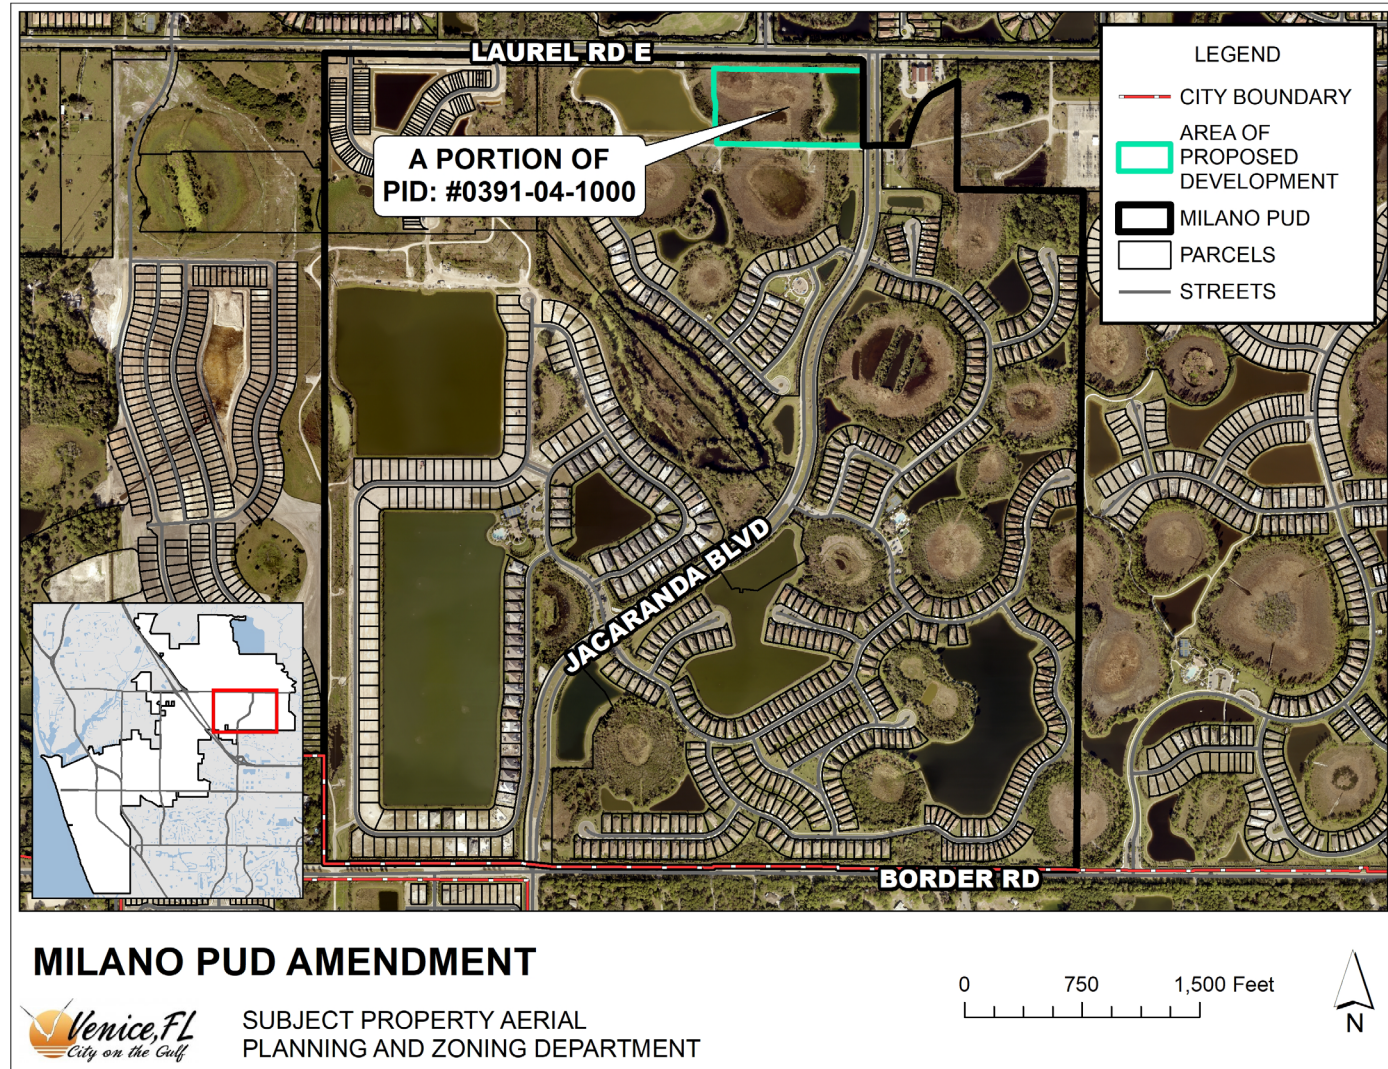 LAUREL RD E
A PORTION OF
PID: #0391-04-1000
LEGEND
CITY BOUNDARY
AREA OF
PROPOSED
DEVELOPMENT
MILANO PUD
PARCELS
STREETS
JACARANDA BLVD
BORDER RD
MILANO PUD AMENDMENT
Venice, FL
City on the Gulf
SUBJECT PROPERTY AERIAL
PLANNING AND ZONING DEPARTMENT
0 750 1,500 Feet
N